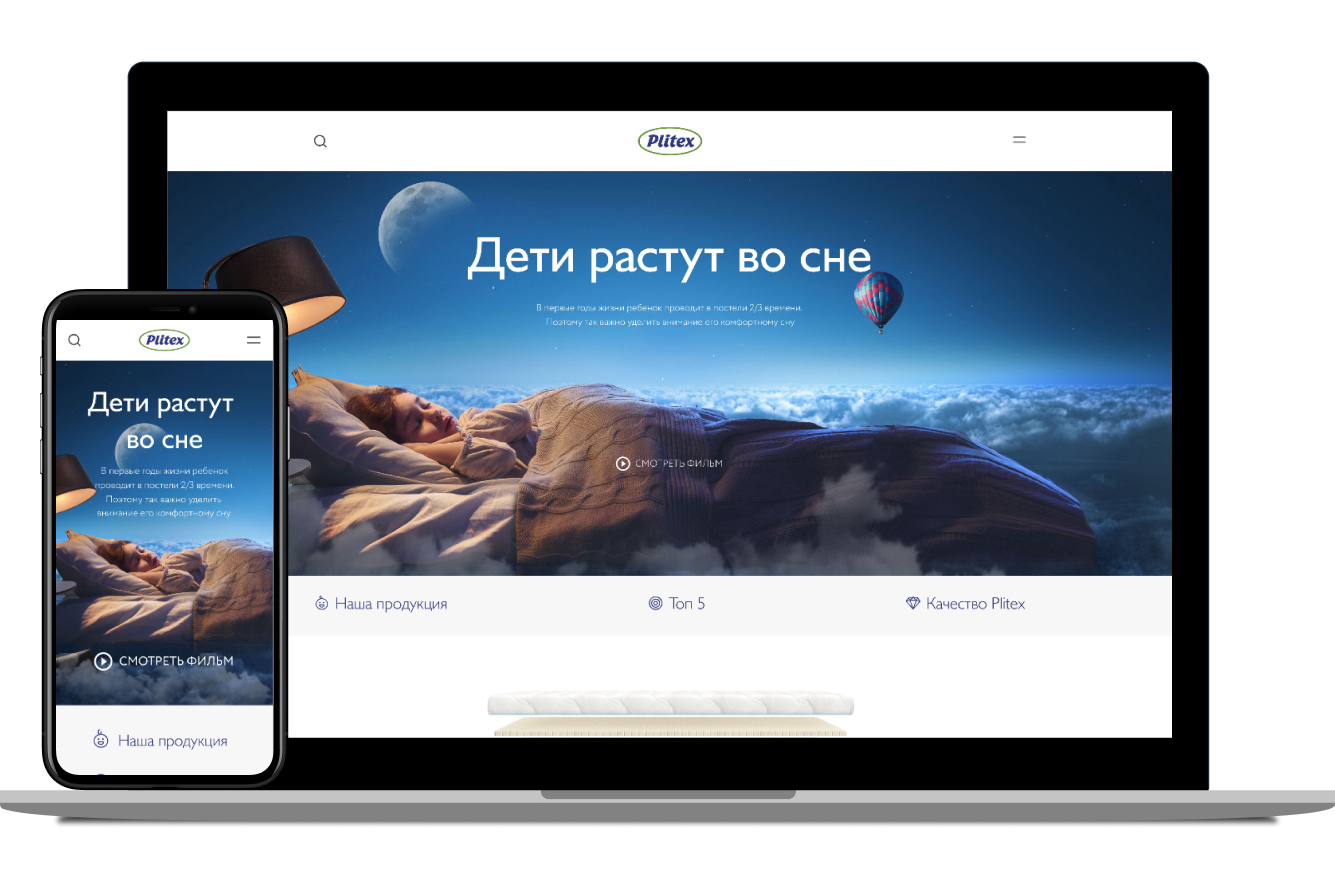 Plitex
Дети растут во сне
В первые годы жизни ребенок проводит в постели 2/3 времени.
Поэтому так важно уделить внимание его комфортному сну
СМОТРЕТЬ ФИЛЬМ
Наша продукция
Топ 5
Качество Plitex
Plitex
Дети растут
во сне
В первые годы жизни ребенок
проводит в постели 2/3 времени.
Поэтому так важно уделить
внимание его комфортному сну.
СМОТРЕТЬ ФИЛЬМ
Наша продукция